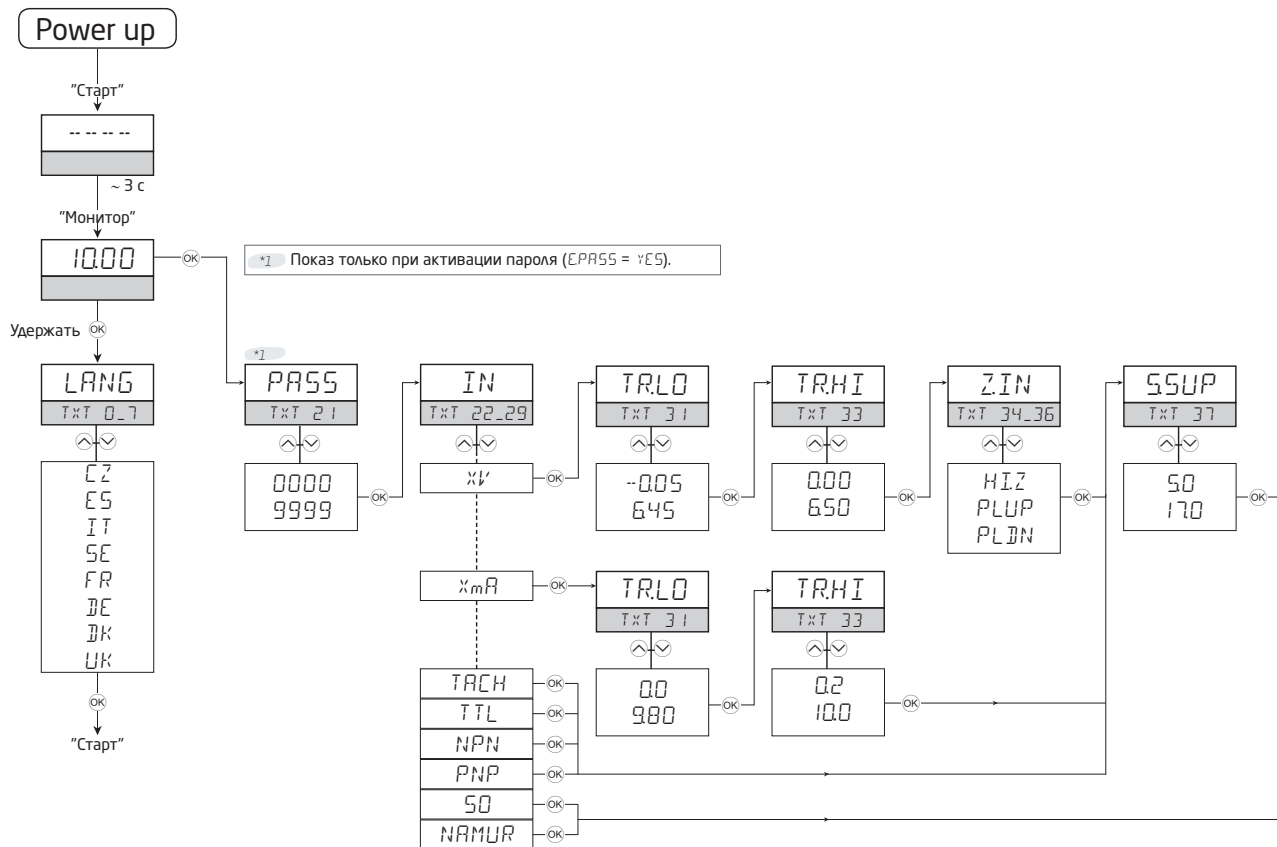 Power up
"Старт"
-- -- -- --
~ 3 с
"Монитор"
10.00
OK
*1 Показ только при активации пароля (E.PASS = YES).
Удержать OK
LANG
TXT 0_7
CZ
ES
IT
SE
FR
DE
DK
UK
OK
"Старт"
*1
PASS
TXT 21
0000
9999
OK
IN
TXT 22_29
XV
OK
XmA
OK
TACH
OK
TTL
OK
NPN
OK
PNP
OK
S0
OK
NAMUR
OK
TR.LO
TXT 31
-0.05
6.45
OK
TR.HI
TXT 33
0.00
6.50
OK
Z.IN
TXT 34_36
HI.Z
PLUP
PLDN
OK
S.SUP
TXT 37
5.0
17.0
OK
TR.LO
TXT 31
0.0
9.80
OK
TR.HI
TXT 33
0.2
10.0
OK